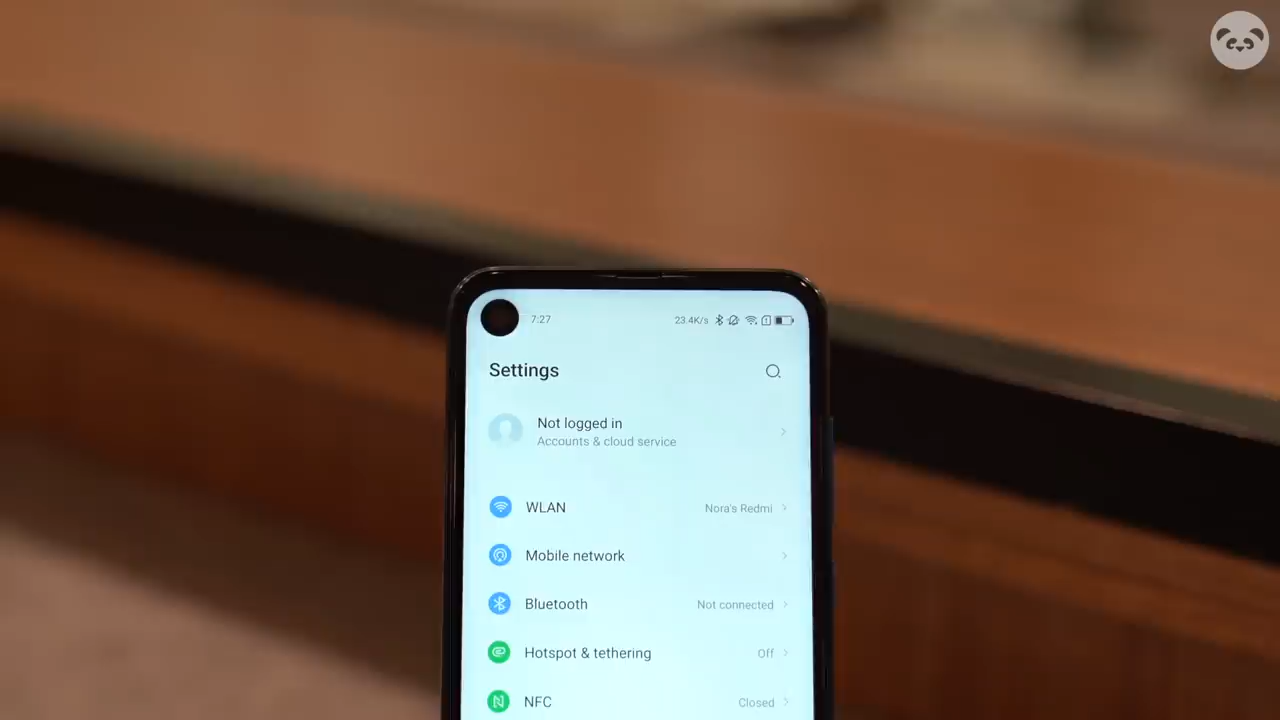 7:27 23.4K/s
Settings
Not logged in
Accounts & cloud service
WLAN Nora's Redmi
Mobile network
Bluetooth Not connected
Hotspot & tethering Off
NFC Closed